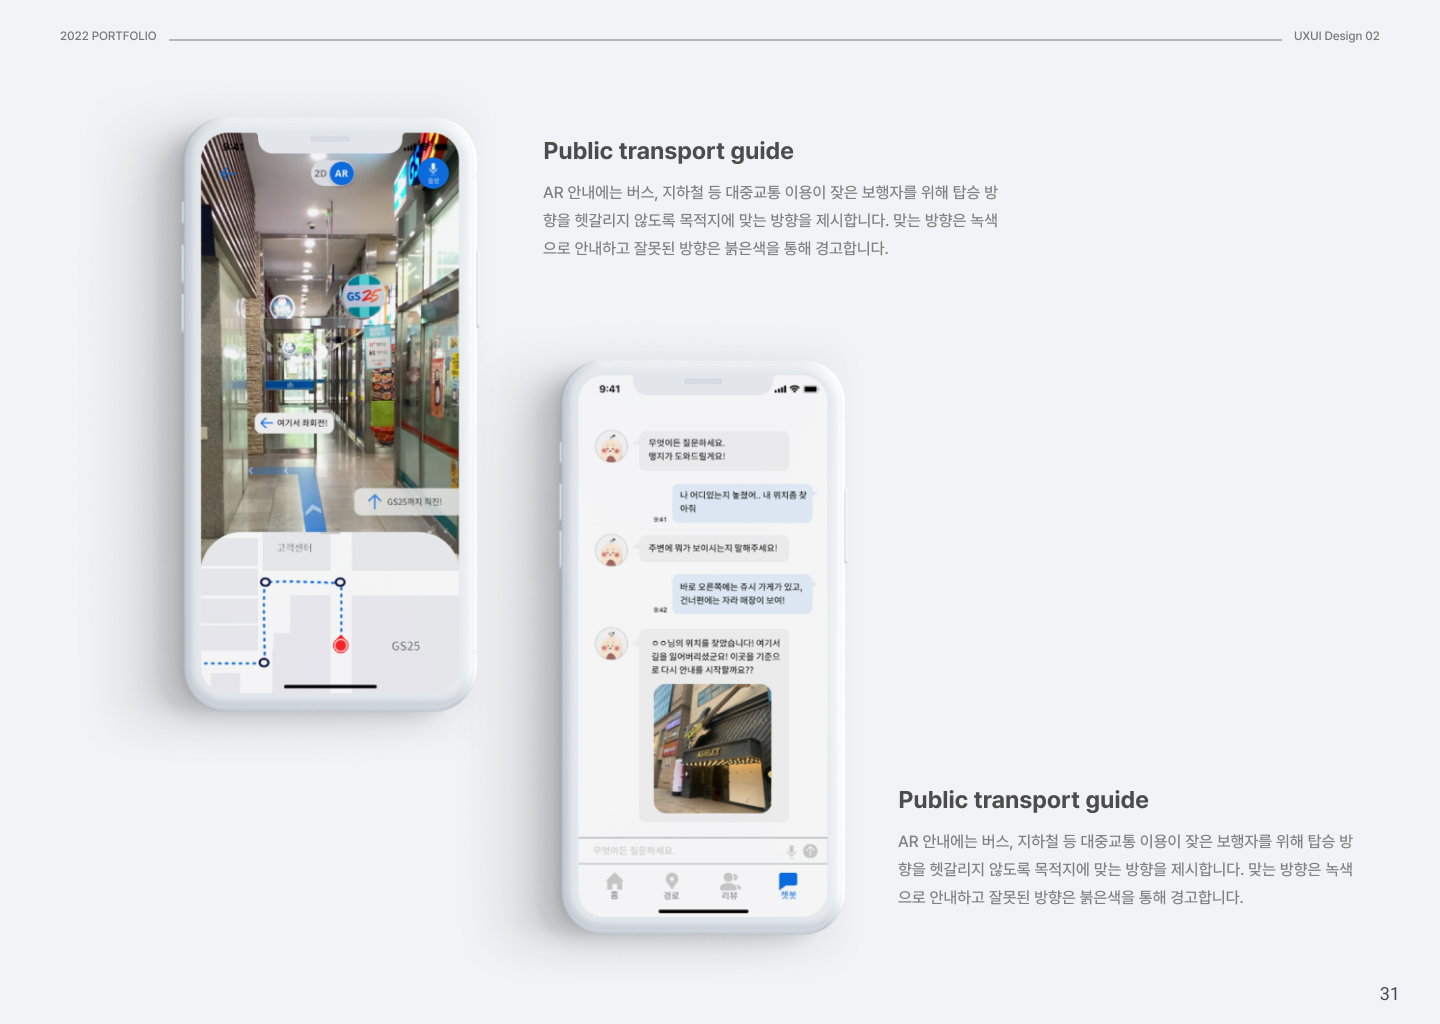 2022 PORTFOLIO
UXUI Design 02
9:41
2D AR
음성
GS25
여기서 좌회전!
GS25까지 직진!
고객센터
GS25
Public transport guide
AR 안내에는 버스, 지하철 등 대중교통 이용이 잦은 보행자를 위해 탑승 방
향을 헷갈리지 않도록 목적지에 맞는 방향을 제시합니다. 맞는 방향은 녹색
으로 안내하고 잘못된 방향은 붉은색을 통해 경고합니다.
9:41
무엇이든 질문하세요.
맹지가 도와드릴게요!
나 어디있는지 놓쳤어.. 내 위치좀 찾
아줘
9:41
주변에 뭐가 보이시는지 말해주세요!
바로 오른쪽에는 쥬시 가게가 있고,
건너편에는 자라 매장이 보여!
9:42
ㅇㅇ님의 위치를 찾았습니다! 여기서
길을 잃어버리셨군요! 이곳을 기준으
로 다시 안내를 시작할까요??
ASHLEY
무엇이든 질문하세요.
홈
경로
리뷰
챗봇
Public transport guide
AR 안내에는 버스, 지하철 등 대중교통 이용이 잦은 보행자를 위해 탑승 방
향을 헷갈리지 않도록 목적지에 맞는 방향을 제시합니다. 맞는 방향은 녹색
으로 안내하고 잘못된 방향은 붉은색을 통해 경고합니다.
31